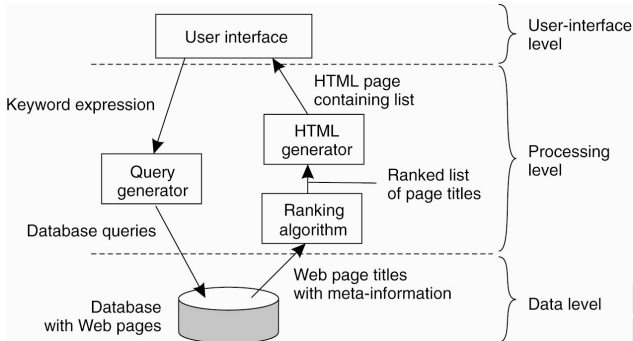 User interface
User-interface
level
Keyword expression
HTML page
containing list
HTML
generator
Processing
level
Query
generator
Ranked list
of page titles
Ranking
algorithm
Database queries
Web page titles
with meta-information
Database
with Web pages
Data level